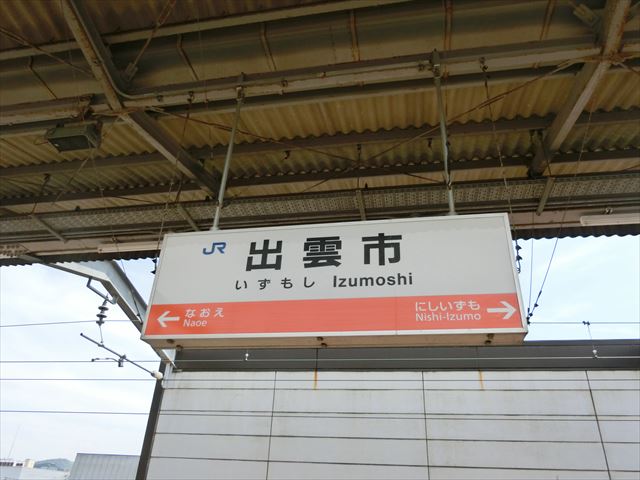 JR 出雲市
いずもし Izumoshi
← なおえ
Naoe
にしいずも →
Nishi-Izumo